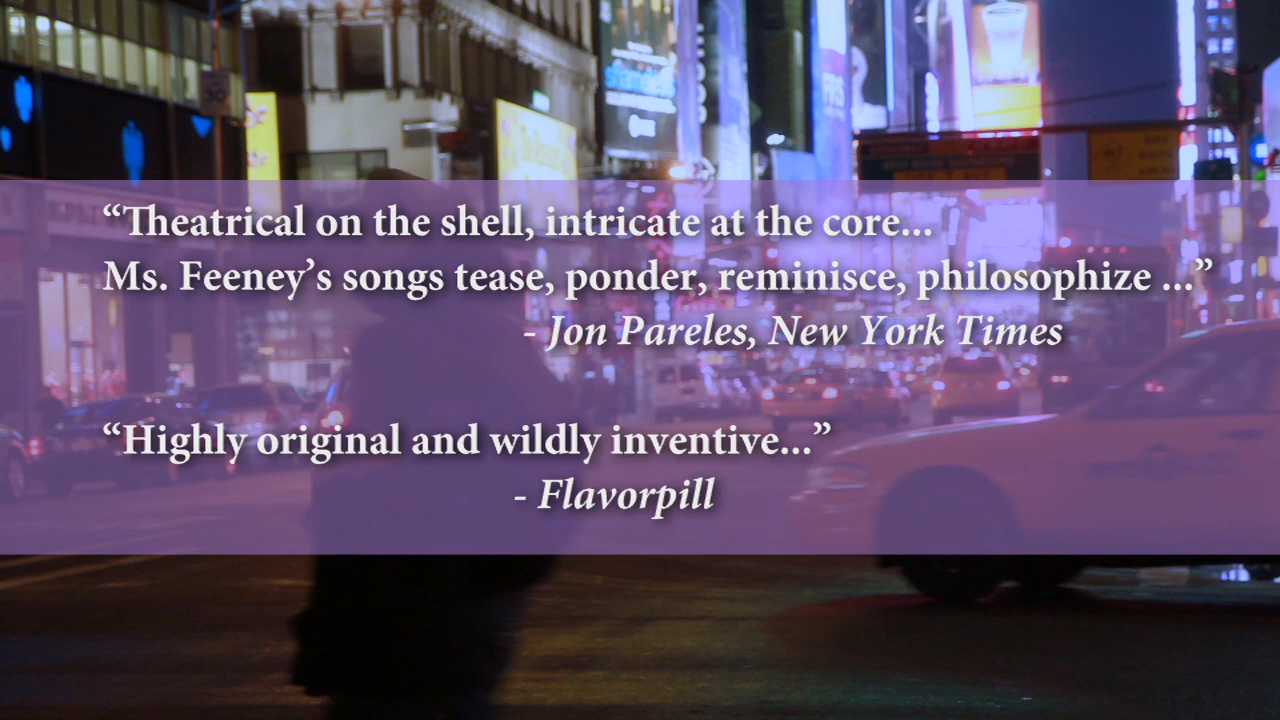 “Theatrical on the shell, intricate at the core...
Ms. Feeney’s songs tease, ponder, reminisce, philosophize ...”
- Jon Pareles, New York Times
“Highly original and wildly inventive...”
- Flavorpill